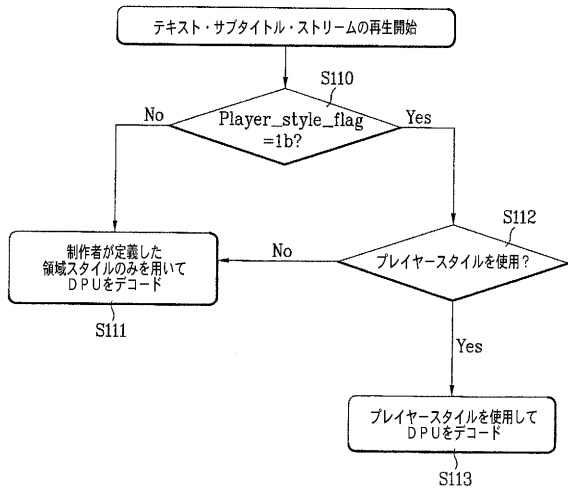 テキスト・サブタイトル・ストリームの再生開始
S110
Player_style_flag
=1b?
No
Yes
S112
プレイヤースタイルを使用?
No
制作者が定義した
領域スタイルのみを用いて
DPUをデコード
S111
Yes
プレイヤースタイルを使用して
DPUをデコード
S113